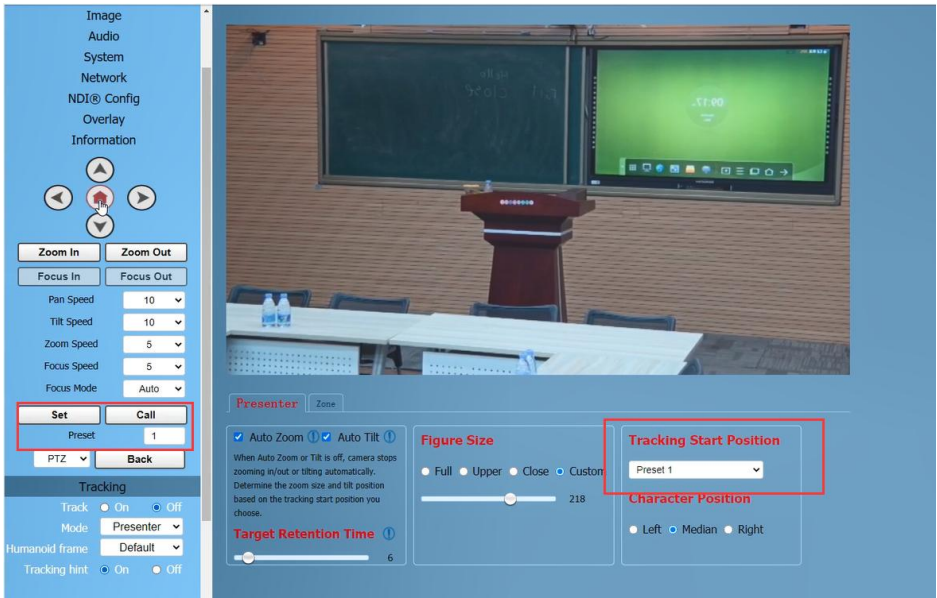 Image
Audio
System
Network
NDI® Config
Overlay
Information
Zoom In Zoom Out
Focus In Focus Out
Pan Speed 10
Tilt Speed 10
Zoom Speed 5
Focus Speed 5
Focus Mode Auto
Set Call
Preset 1
PTZ Back
Tracking
Track On Off
Mode Presenter
Humanoid frame Default
Tracking hint On Off
close
09:17
Presenter Zone
Auto Zoom Auto Tilt
When Auto Zoom or Tilt is off, camera stops
zooming in/out or tilting automatically.
Determine the zoom size and tilt position
based on the tracking start position you
choose.
Target Retention Time
6
Figure Size
Full Upper Close Custom
218
Tracking Start Position
Preset 1
Character Position
Left Median Right